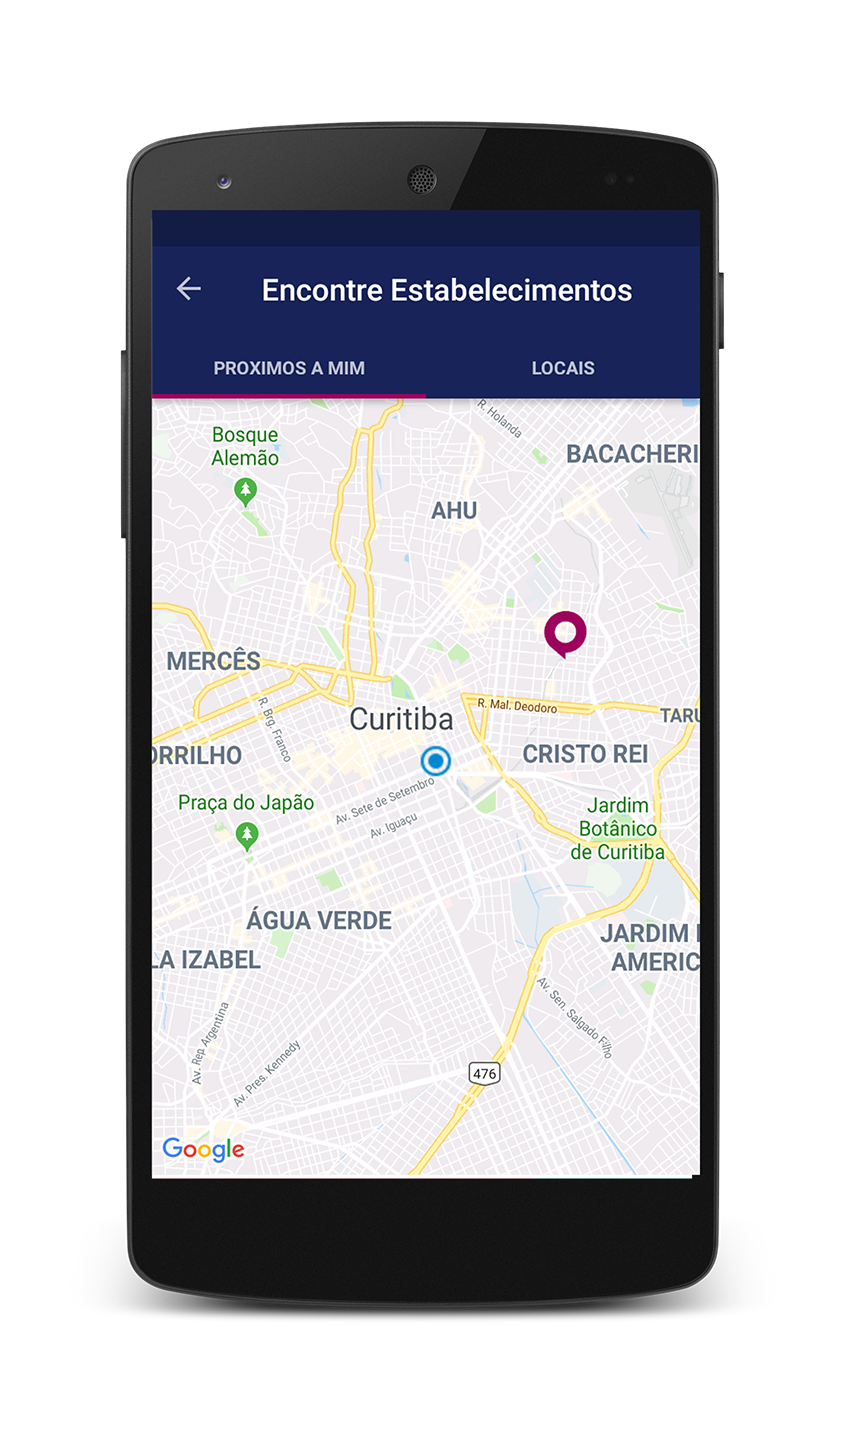 Encontre Estabelecimentos
PROXIMOS A MIM
LOCAIS
R. Holanda
Bosque
Alemão
BACACHERI
AHU
MERCÊS
R. Mal. Deodoro
R. Brg. Franco
Curitiba
TARU
ORRILHO
CRISTO REI
Praça do Japão
Av. Sete de Setembro
Av. Iguaçu
Jardim
Botânico
de Curitiba
ÁGUA VERDE
LA IZABEL
JARDIM
AMERIC
Av. Sen. Salgado Filho
Av. Rep. Argentina
Av. Pres. Kennedy
476
Google